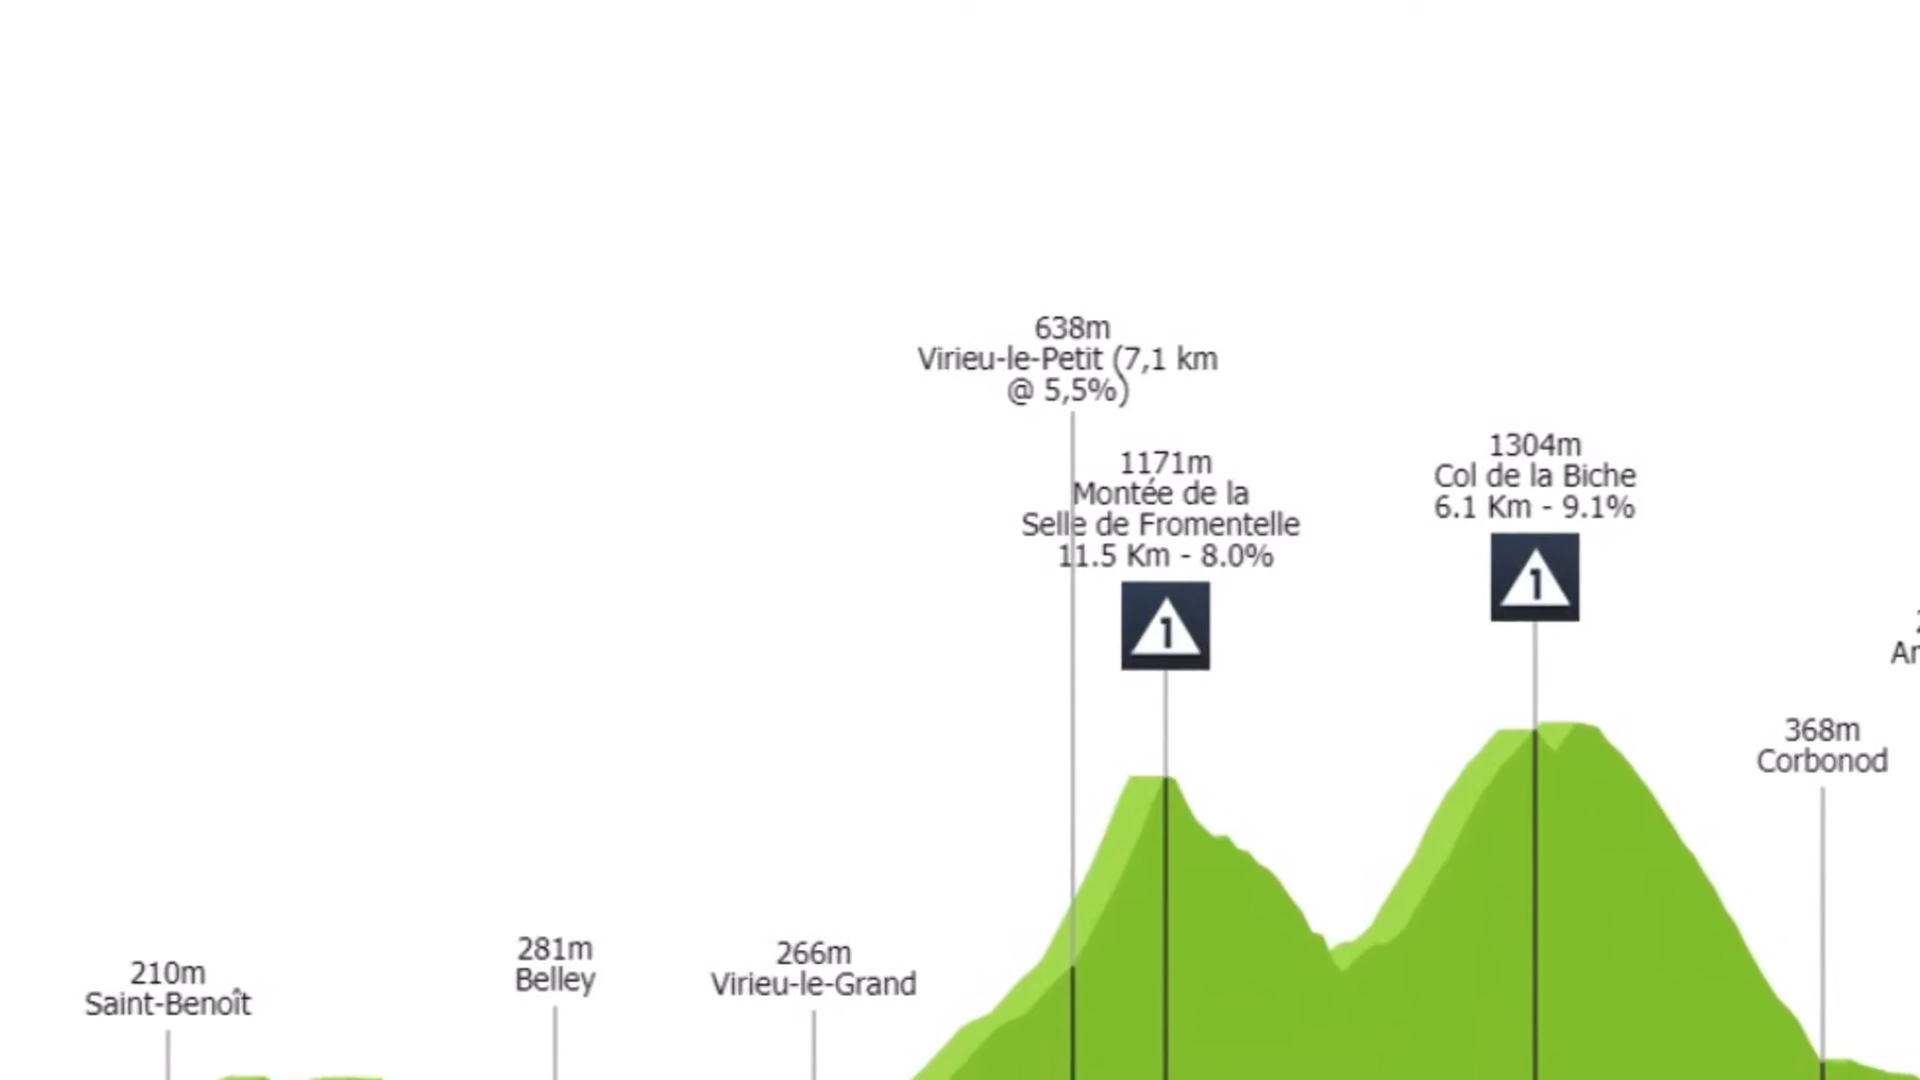 638m
Virieu-le-Petit (7,1 km
@ 5,5%)
1171m
Montée de la
Selle de Fromentelle
11.5 Km - 8.0%
1
1304m
Col de la Biche
6.1 Km - 9.1%
1
368m
Corbonod
281m
Belley
266m
Virieu-le-Grand
210m
Saint-Benoît